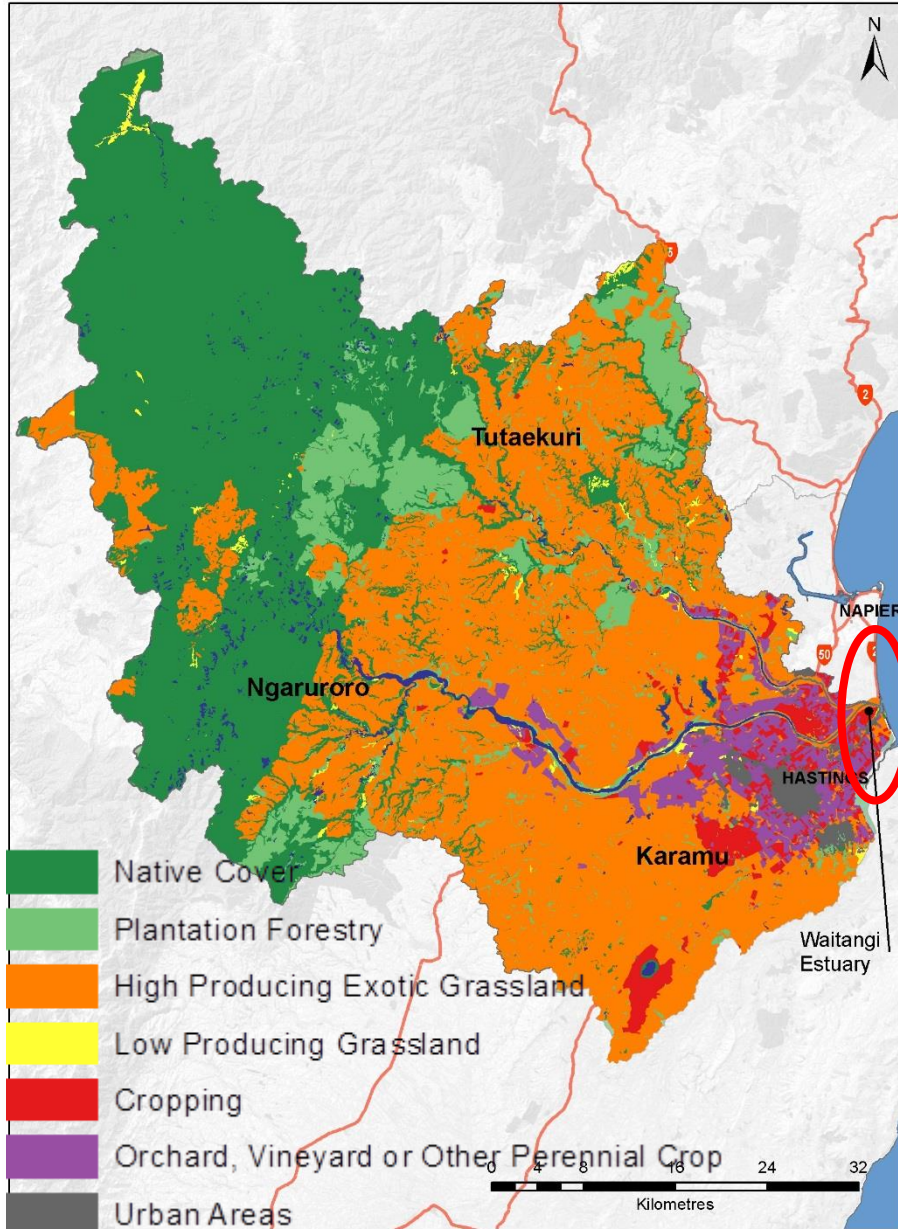 N
5
2
Tutaekuri
NAPIER
50
2
Ngaruroro
HASTINGS
Karamu
Waitangi
Estuary
Native Cover
Plantation Forestry
High Producing Exotic Grassland
Low Producing Grassland
Cropping
Orchard, Vineyard or Other Perennial Crop
Urban Areas
0 4 8 16 24 32
Kilometres